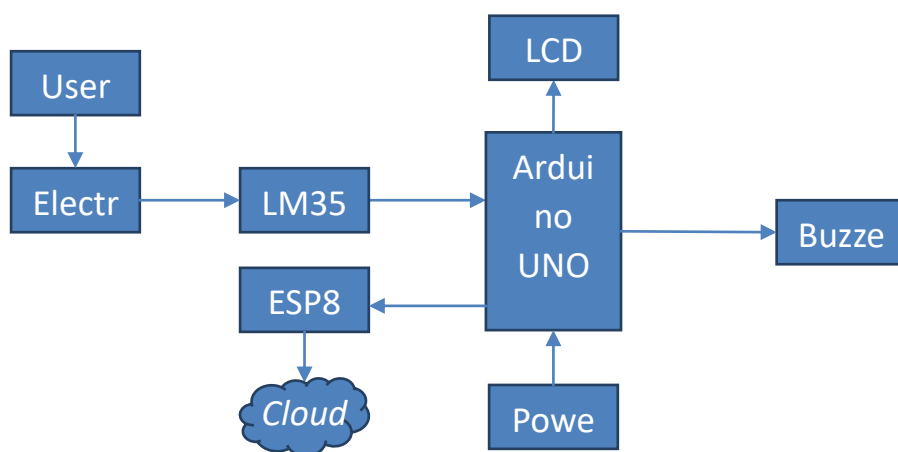 LCD
User
Electr
LM35
Ardui
no
UNO
Buzze
ESP8
Cloud
Powe